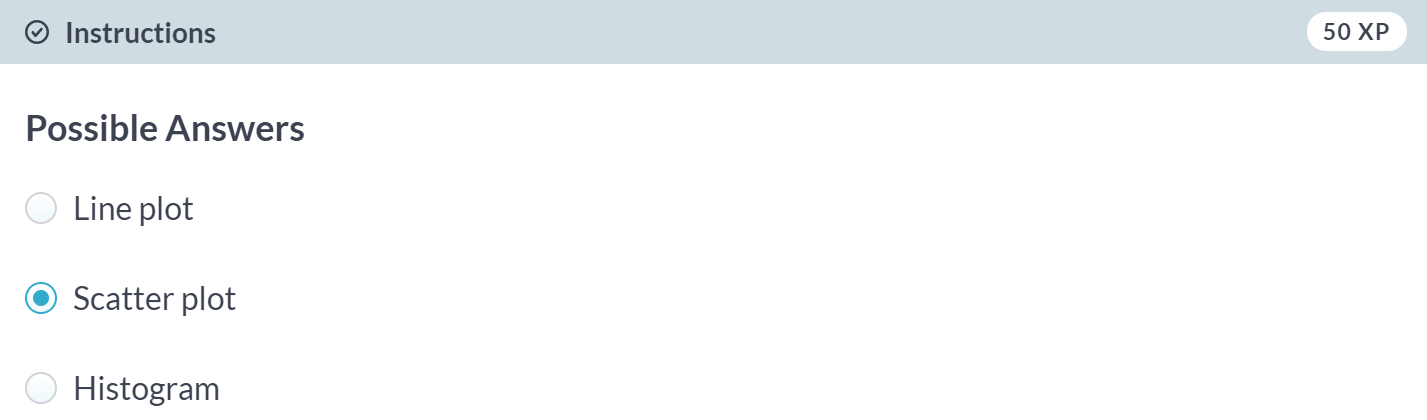 Instructions
50 XP
Possible Answers
Line plot
Scatter plot
Histogram